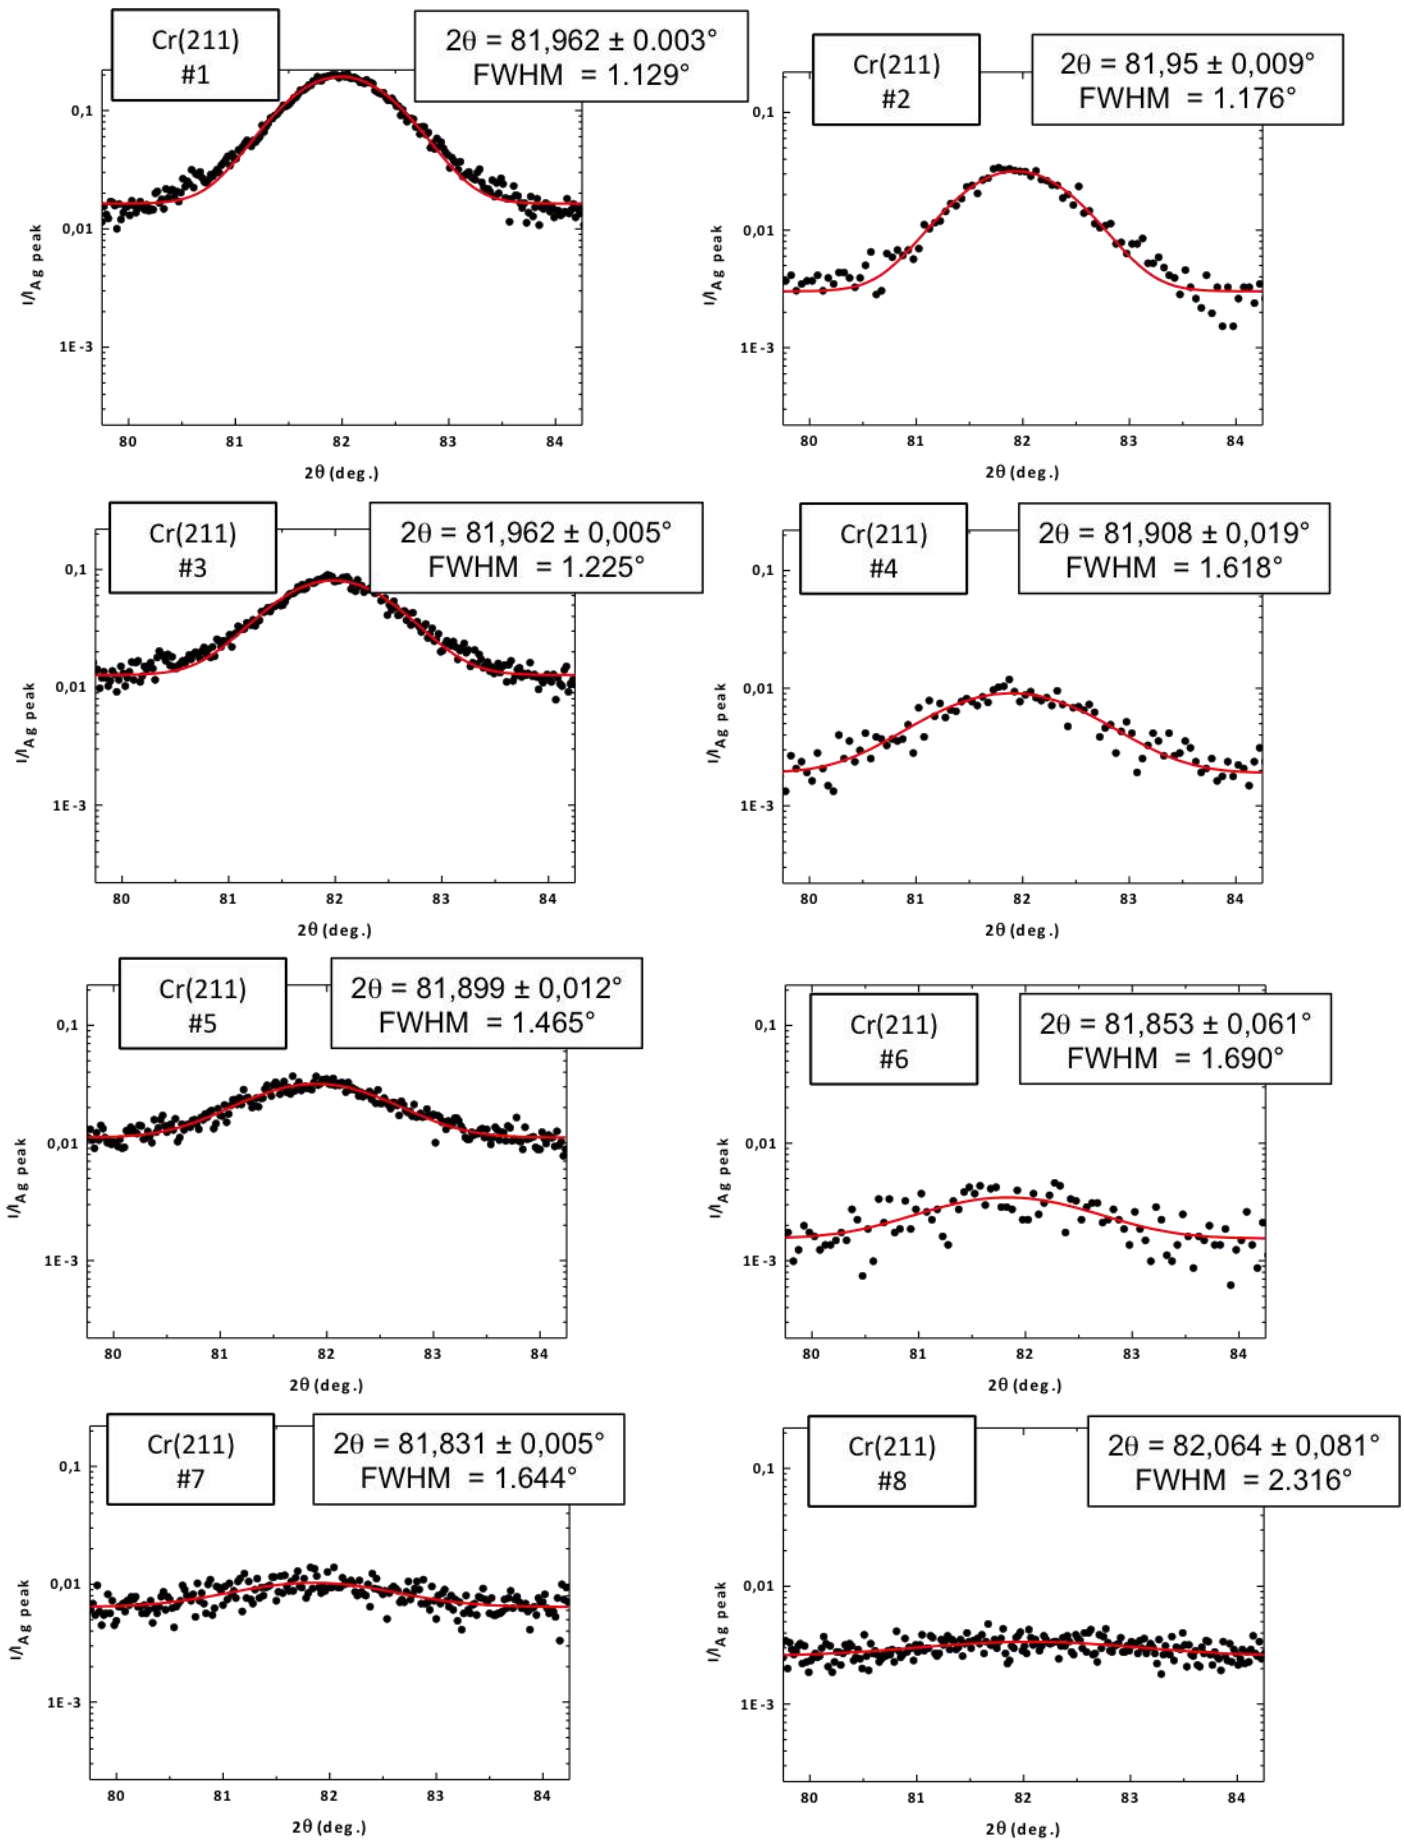 Cr(211)
#1
2θ = 81,962 ± 0.003°
FWHM = 1.129°
0,1
0,01
1E-3
I/I Ag peak
80 81 82 83 84
2θ (deg.)
Cr(211)
#2
2θ = 81,95 ± 0,009°
FWHM = 1.176°
0,1
0,01
1E-3
I/I Ag peak
80 81 82 83 84
2θ (deg.)
Cr(211)
#3
2θ = 81,962 ± 0,005°
FWHM = 1.225°
0,1
0,01
1E-3
I/I Ag peak
80 81 82 83 84
2θ (deg.)
Cr(211)
#4
2θ = 81,908 ± 0,019°
FWHM = 1.618°
0,1
0,01
1E-3
I/I Ag peak
80 81 82 83 84
2θ (deg.)
Cr(211)
#5
2θ = 81,899 ± 0,012°
FWHM = 1.465°
0,1
0,01
1E-3
I/I Ag peak
80 81 82 83 84
2θ (deg.)
Cr(211)
#6
2θ = 81,853 ± 0,061°
FWHM = 1.690°
0,1
0,01
1E-3
I/I Ag peak
80 81 82 83 84
2θ (deg.)
Cr(211)
#7
2θ = 81,831 ± 0,005°
FWHM = 1.644°
0,1
0,01
1E-3
I/I Ag peak
80 81 82 83 84
2θ (deg.)
Cr(211)
#8
2θ = 82,064 ± 0,081°
FWHM = 2.316°
0,1
0,01
1E-3
I/I Ag peak
80 81 82 83 84
2θ (deg.)